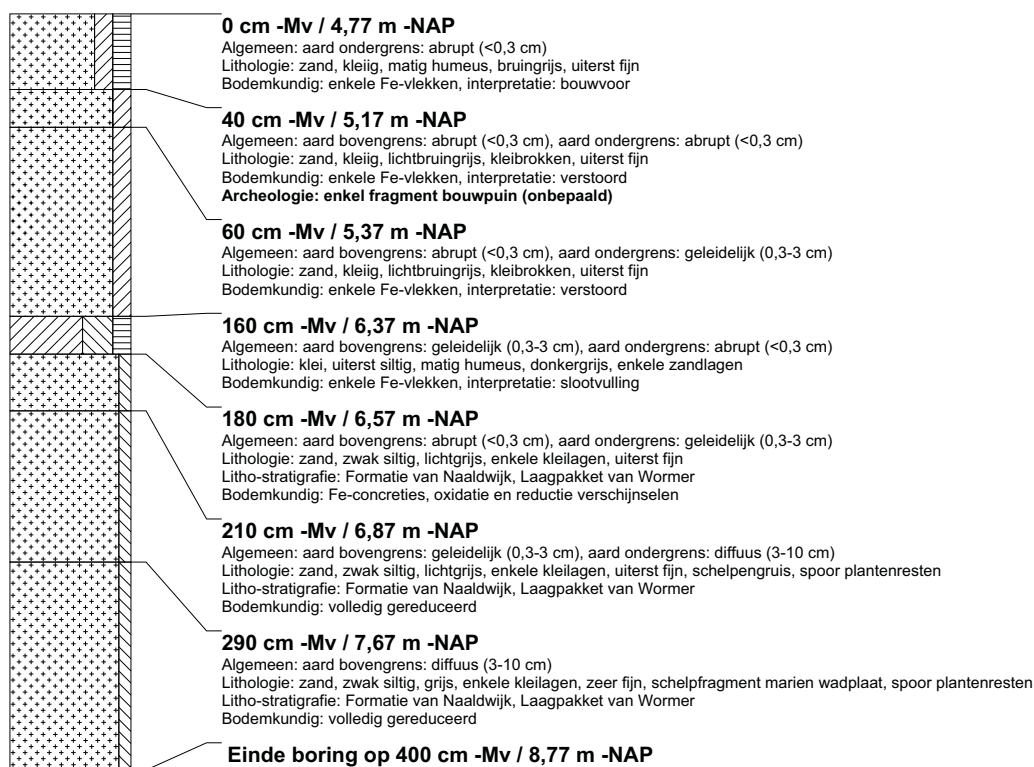 0 cm -Mv / 4,77 m -NAP
Algemeen: aard ondergrens: abrupt (<0,3 cm)
Lithologie: zand, kleiig, matig humeus, bruingrijs, uiterst fijn
Bodemkundig: enkele Fe-vlekken, interpretatie: bouwvoor
40 cm -Mv / 5,17 m -NAP
Algemeen: aard bovengrens: abrupt (<0,3 cm), aard ondergrens: abrupt (<0,3 cm)
Lithologie: zand, kleiig, lichtbruingrijs, kleibrokken, uiterst fijn
Bodemkundig: enkele Fe-vlekken, interpretatie: verstoord
Archeologie: enkel fragment bouwpuin (onbepaald)
60 cm -Mv / 5,37 m -NAP
Algemeen: aard bovengrens: abrupt (<0,3 cm), aard ondergrens: geleidelijk (0,3-3 cm)
Lithologie: zand, kleiig, lichtbruingrijs, kleibrokken, uiterst fijn
Bodemkundig: enkele Fe-vlekken, interpretatie: verstoord
160 cm -Mv / 6,37 m -NAP
Algemeen: aard bovengrens: geleidelijk (0,3-3 cm), aard ondergrens: abrupt (<0,3 cm)
Lithologie: klei, uiterst siltig, matig humeus, donkergrijs, enkele zandlagen
Bodemkundig: enkele Fe-vlekken, interpretatie: slootvulling
180 cm -Mv / 6,57 m -NAP
Algemeen: aard bovengrens: abrupt (<0,3 cm), aard ondergrens: geleidelijk (0,3-3 cm)
Lithologie: zand, zwak siltig, lichtgrijs, enkele kleilagen, uiterst fijn
Litho-stratigrafie: Formatie van Naaldwijk, Laagpakket van Wormer
Bodemkundig: Fe-concreties, oxidatie en reductie verschijnselen
210 cm -Mv / 6,87 m -NAP
Algemeen: aard bovengrens: geleidelijk (0,3-3 cm), aard ondergrens: diffuus (3-10 cm)
Lithologie: zand, zwak siltig, lichtgrijs, enkele kleilagen, uiterst fijn, schelpengruis, spoor plantenresten
Litho-stratigrafie: Formatie van Naaldwijk, Laagpakket van Wormer
Bodemkundig: volledig gereduceerd
290 cm -Mv / 7,67 m -NAP
Algemeen: aard bovengrens: diffuus (3-10 cm)
Lithologie: zand, zwak siltig, grijs, enkele kleilagen, zeer fijn, schelpfragment marien wadplaat, spoor plantenresten
Litho-stratigrafie: Formatie van Naaldwijk, Laagpakket van Wormer
Bodemkundig: volledig gereduceerd
Einde boring op 400 cm -Mv / 8,77 m -NAP